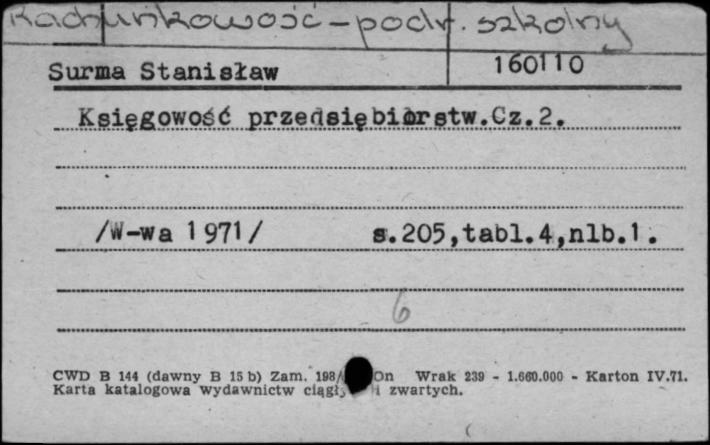 Rachunkowość - podr. szkolny
Surma Stanisław 160110
Księgowość przedsiębiorstw.Cz.2.
/W-wa 1971/ s.205,tabl.4,nlb.1.
6
CWD B 144 (dawny B 15 b) Zam. 198/ On Wrak 239 - 1.660.000 - Karton IV.71.
Karta katalogowa wydawnictw zwartych.